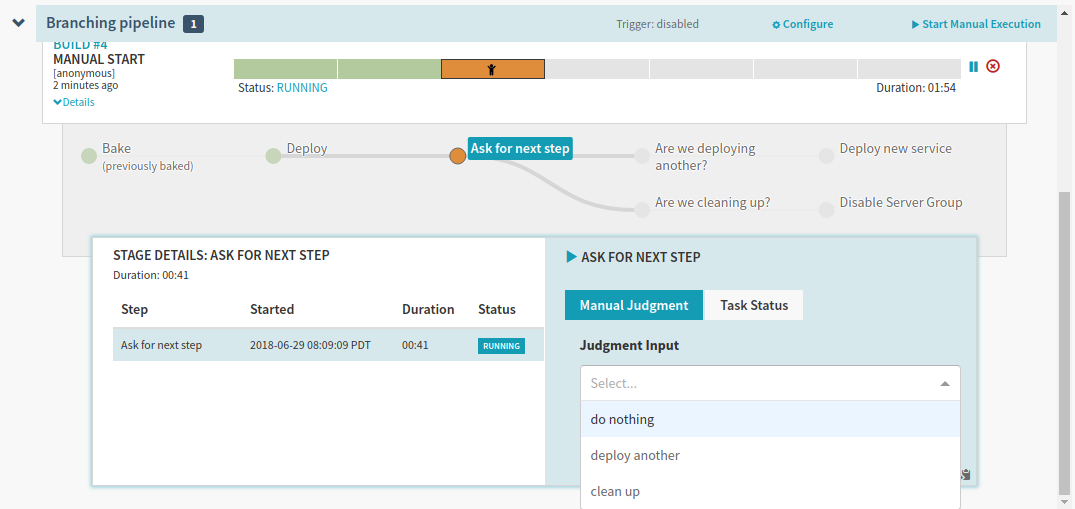 Branching pipeline 1
Trigger: disabled
Configure
Start Manual Execution
BUILD #4
MANUAL START
[anonymous]
2 minutes ago
Details
Status: RUNNING
Duration: 01:54
Bake
(previously baked)
Deploy
Ask for next step
Are we deploying
another?
Deploy new service
Are we cleaning up?
Disable Server Group
STAGE DETAILS: ASK FOR NEXT STEP
Duration: 00:41
Step Started Duration Status
Ask for next step 2018-06-29 08:09:09 PDT 00:41 RUNNING
ASK FOR NEXT STEP
Manual Judgment
Task Status
Judgment Input
Select...
do nothing
deploy another
clean up